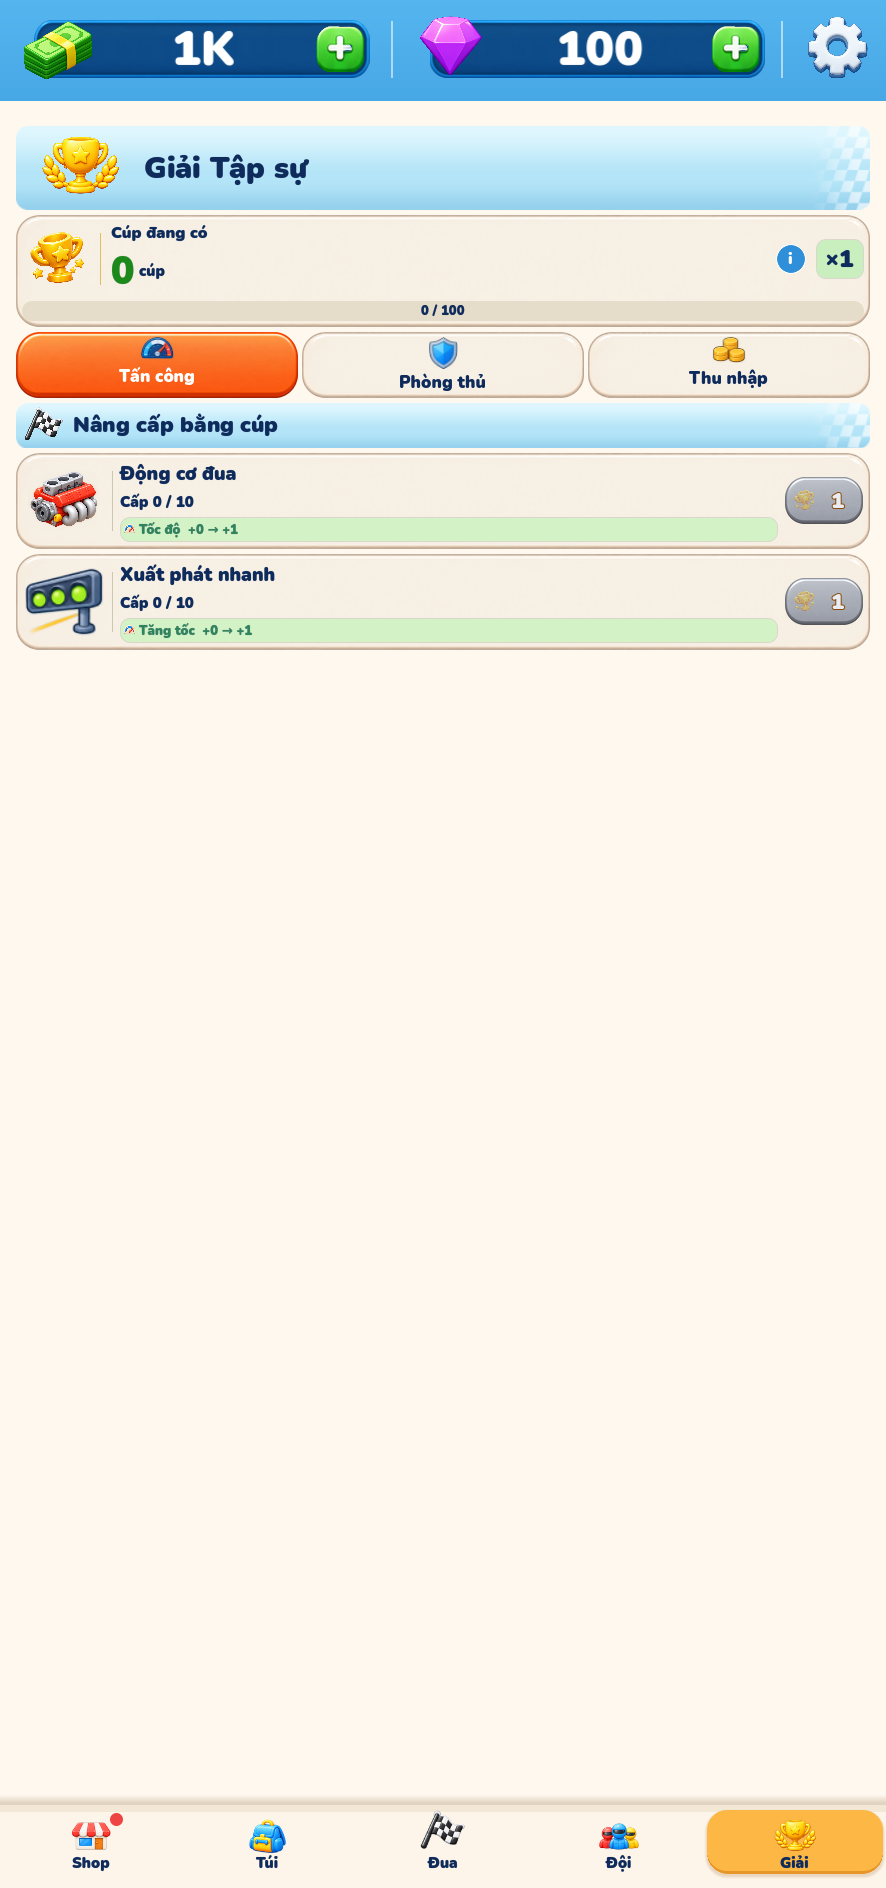 1K
100
Giải Tập sự
Cúp đang có
0 cúp
i
×1
0 / 100
Tấn công
Phòng thủ
Thu nhập
Nâng cấp bằng cúp
Động cơ đua
Cấp 0 / 10
Tốc độ +0 → +1
1
Xuất phát nhanh
Cấp 0 / 10
Tăng tốc +0 → +1
1
Shop
Túi
Đua
Đội
Giải